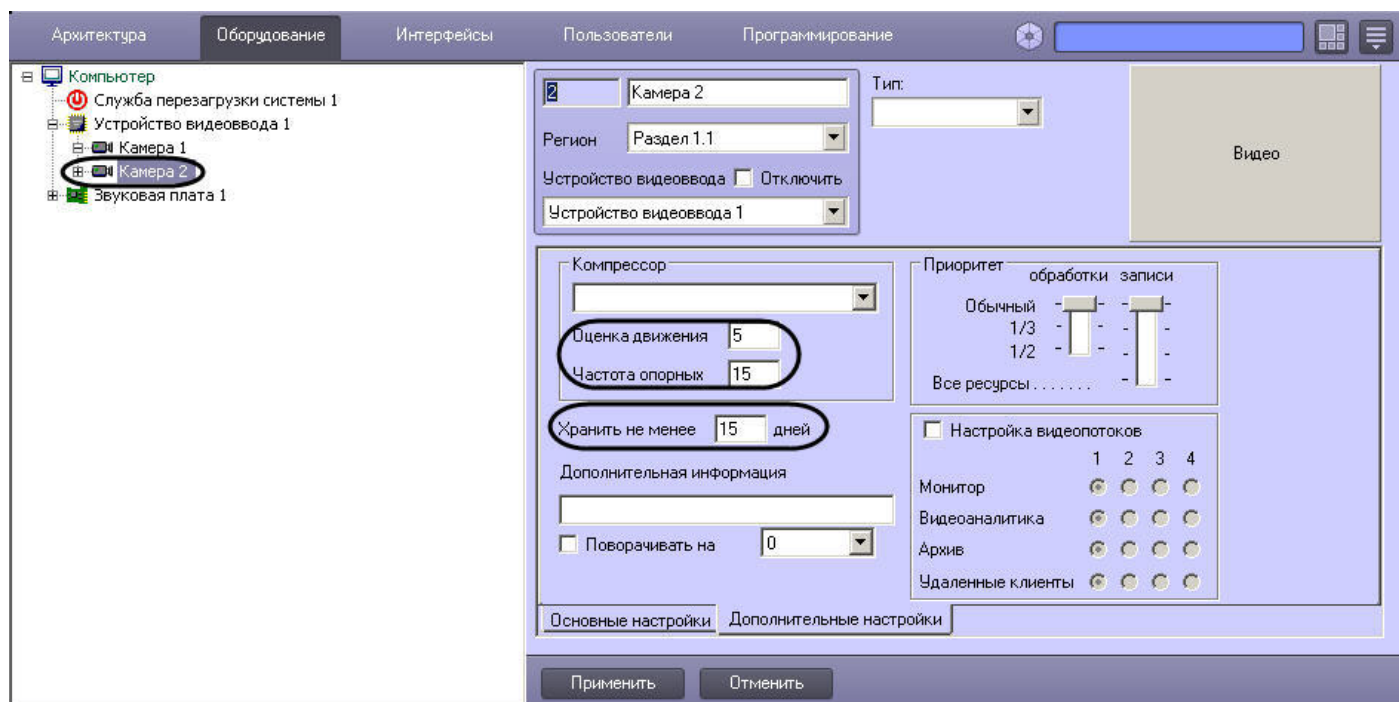 Архитектура Оборудование Интерфейсы Пользователи Программирование
Компьютер
Служба перезагрузки системы 1
Устройство видеоввода 1
Камера 1
Камера 2
Звуковая плата 1
2 Камера 2
Тип:
Регион Раздел 1.1
Устройство видеоввода Отключить
Устройство видеоввода 1
Видео
Компрессор
Оценка движения 5
Частота опорных 15
Хранить не менее 15 дней
Дополнительная информация
Поворачивать на 0
Приоритет обработки записи
Обычный
1/3
1/2
Все ресурсы . . . . . . .
Настройка видеопотоков
1 2 3 4
Монитор
Видеоаналитика
Архив
Удаленные клиенты
Основные настройки Дополнительные настройки
Применить Отменить